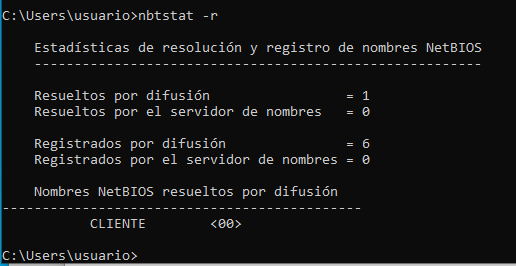 C:\Users\usuario>nbtstat -r
Estadísticas de resolución y registro de nombres NetBIOS
--------------------------------------------------------
Resueltos por difusión = 1
Resueltos por el servidor de nombres = 0
Registrados por difusión = 6
Registrados por el servidor de nombres = 0
Nombres NetBIOS resueltos por difusión
---------------------------------------------
CLIENTE <00>
C:\Users\usuario>